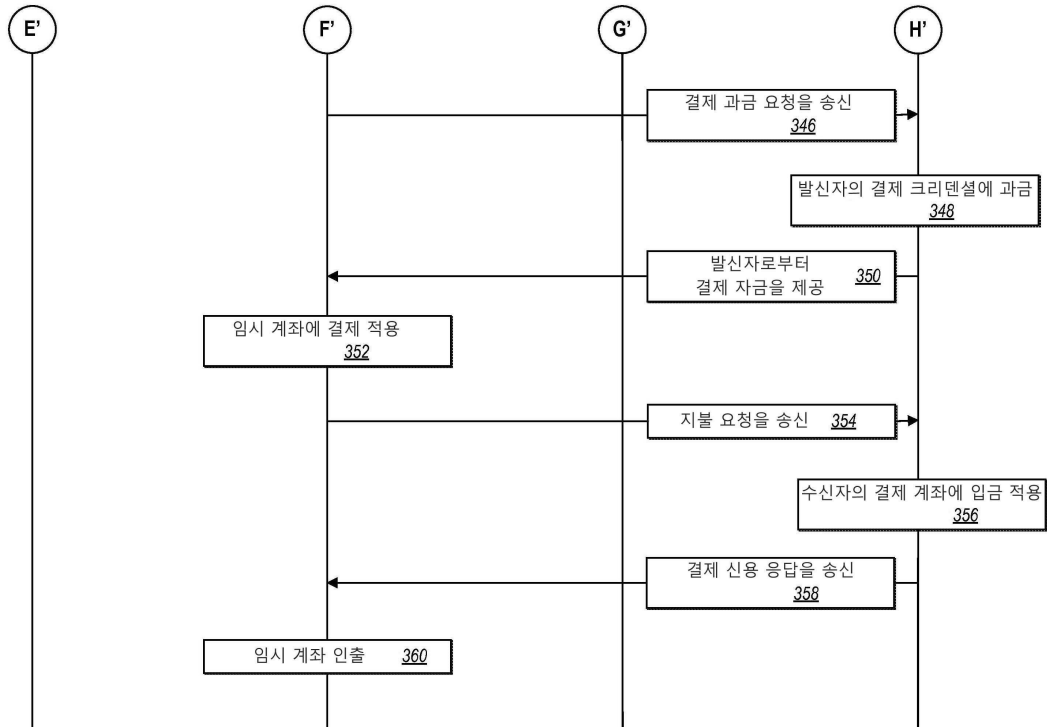 E’
F’
G’
H’
결제 과금 요청을 송신
346
발신자의 결제 크리덴셜에 과금
348
발신자로부터
결제 자금을 제공 350
임시 계좌에 결제 적용
352
지불 요청을 송신 354
수신자의 결제 계좌에 입금 적용
356
결제 신용 응답을 송신
358
임시 계좌 인출 360